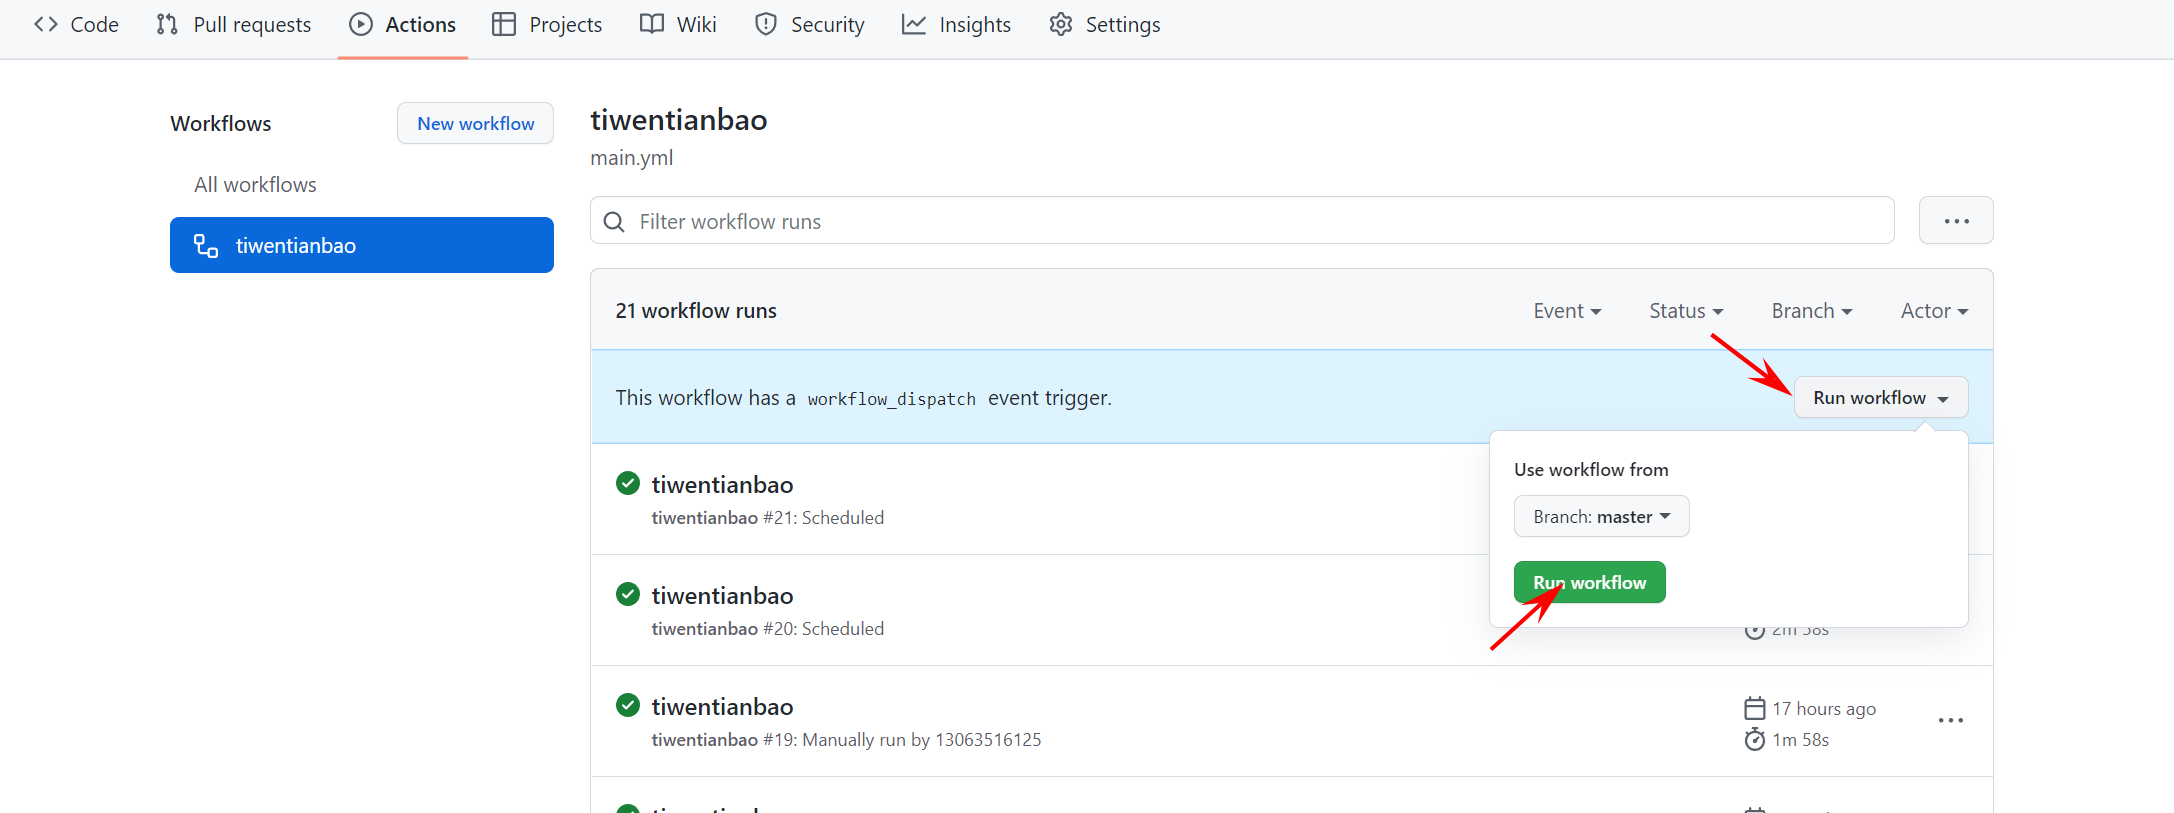 Code Pull requests Actions Projects Wiki Security Insights Settings
Workflows
New workflow
All workflows
tiwentianbao
tiwentianbao
main.yml
Filter workflow runs
21 workflow runs
Event Status Branch Actor
This workflow has a workflow_dispatch event trigger.
Run workflow
Use workflow from
Branch: master
Run workflow
tiwentianbao
tiwentianbao #21: Scheduled
tiwentianbao
tiwentianbao #20: Scheduled
2m 58s
tiwentianbao
tiwentianbao #19: Manually run by 13063516125
17 hours ago
1m 58s